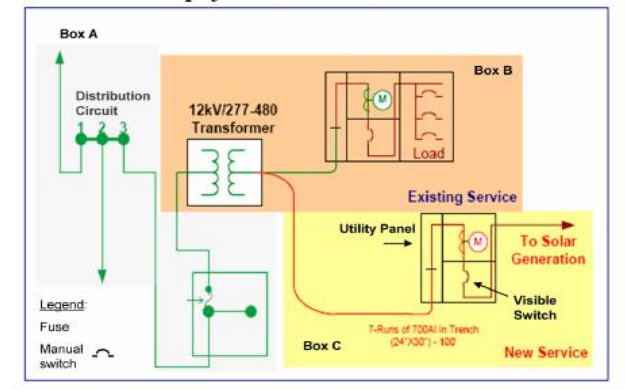 Box A
Distribution
Circuit
1 2 3
12kV/277-480
Transformer
Box B
M
Load
Existing Service
Utility Panel
M
To Solar
Generation
Visible
Switch
Legend:
Fuse
Manual
switch
Box C
7-Runs of 700Al In Trench
(24"X30") - 100'
New Service